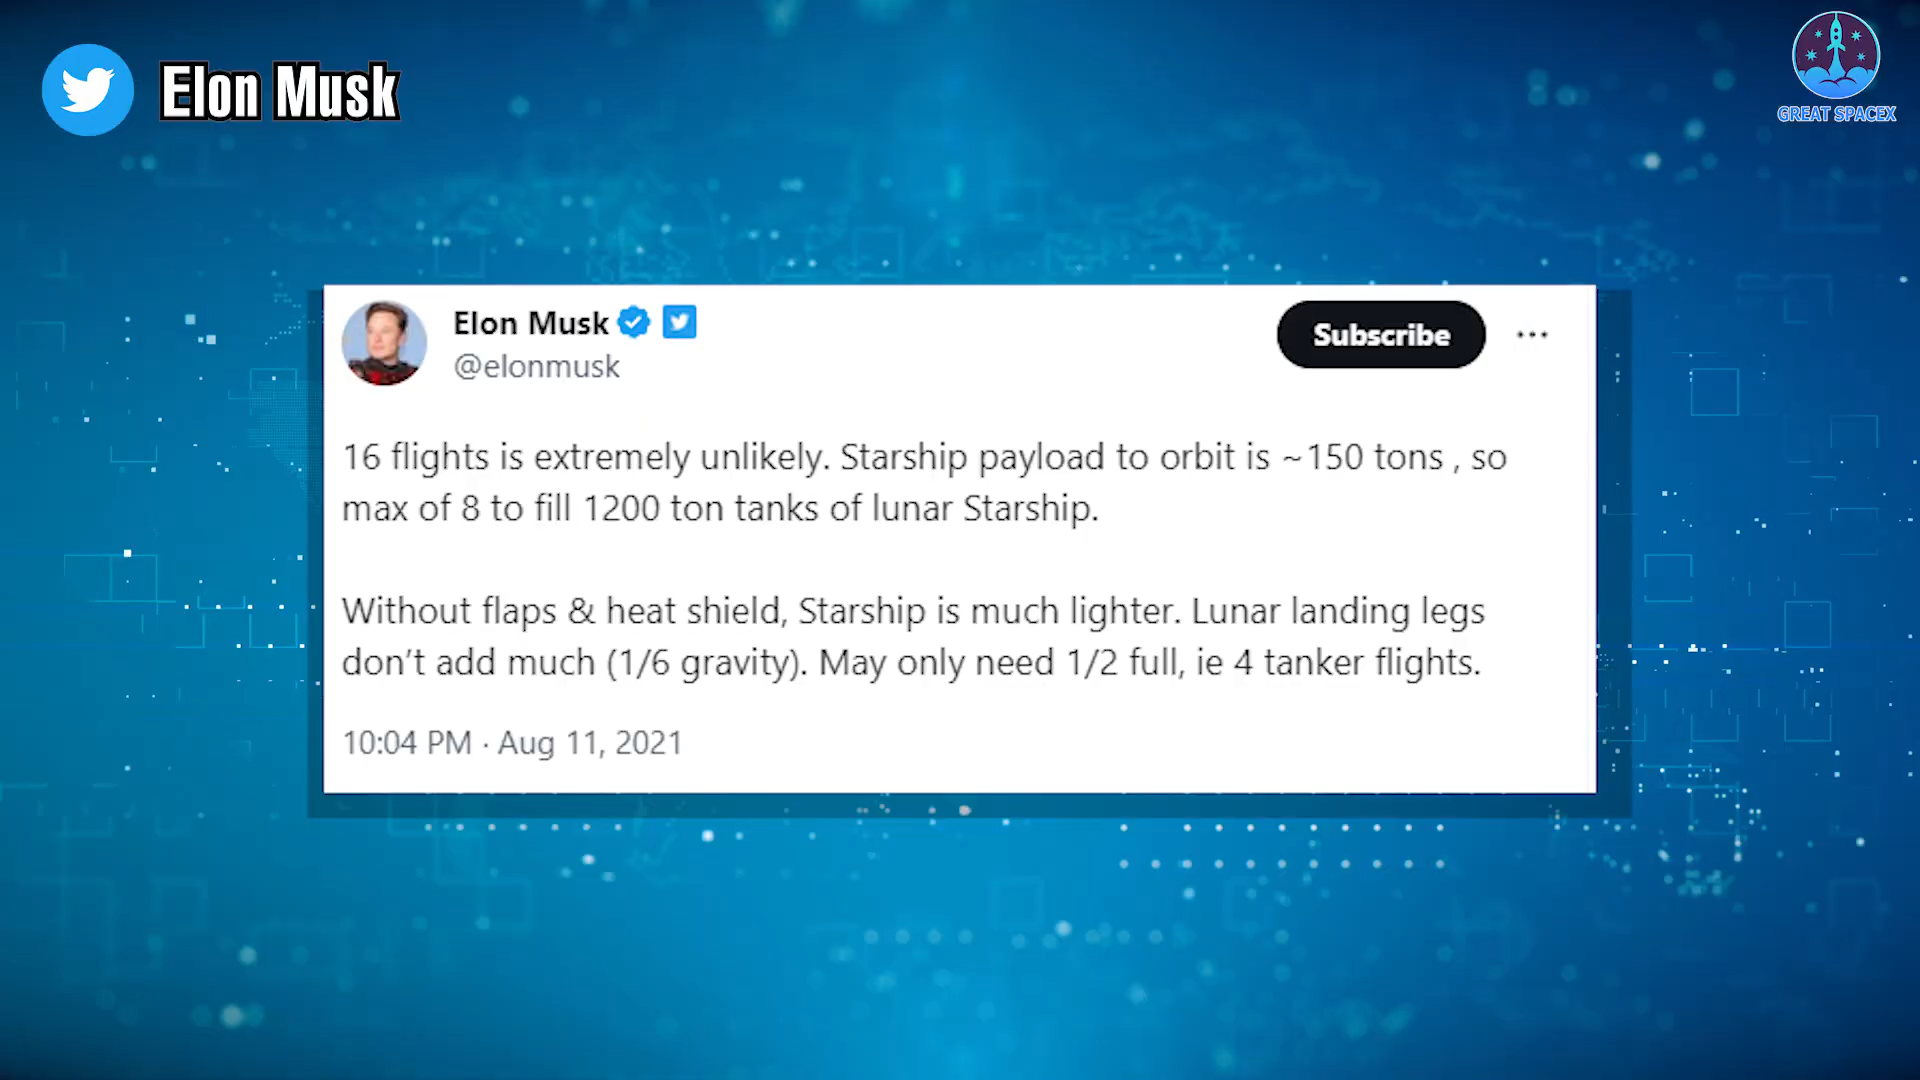 Elon Musk
GREAT SPACEX
Elon Musk
@elonmusk
Subscribe
16 flights is extremely unlikely. Starship payload to orbit is ~150 tons , so
max of 8 to fill 1200 ton tanks of lunar Starship.
Without flaps & heat shield, Starship is much lighter. Lunar landing legs
don’t add much (1/6 gravity). May only need 1/2 full, ie 4 tanker flights.
10:04 PM · Aug 11, 2021